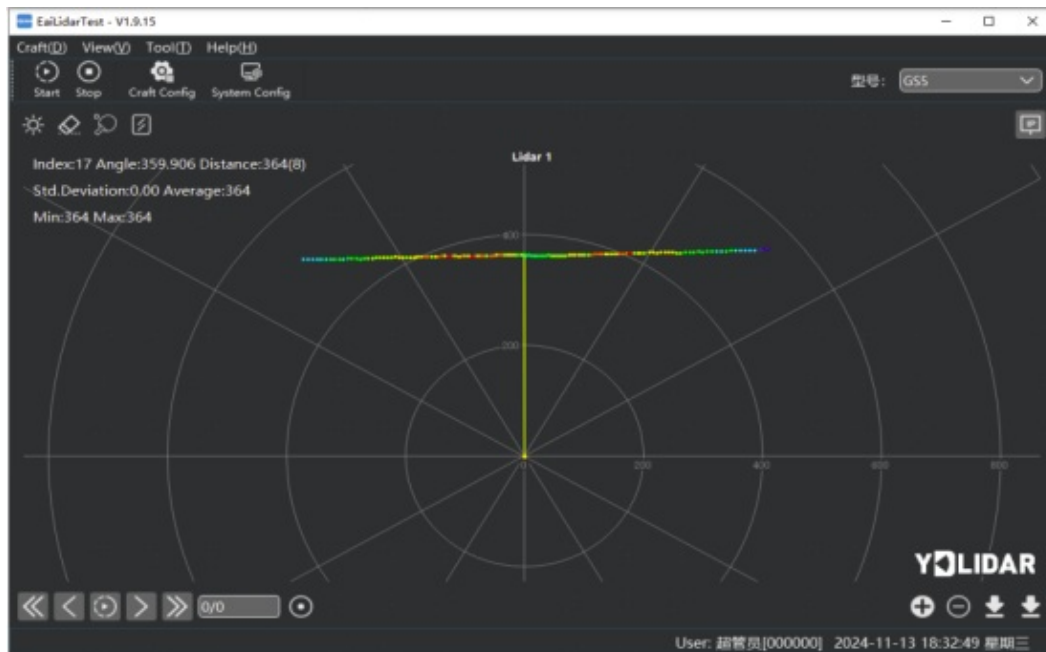 EaiLidarTest - V1.9.15
Craft(D) View(V) Tool(T) Help(H)
Start Stop Craft Config System Config 型号: GS5
Index:17 Angle:359.906 Distance:364(8)
Lidar 1
Std.Deviation:0.00 Average:364
Min:364 Max:364
400
200
0 200 400 600 800
YDLIDAR
0/0
User: 超管员[000000] 2024-11-13 18:32:49 星期三